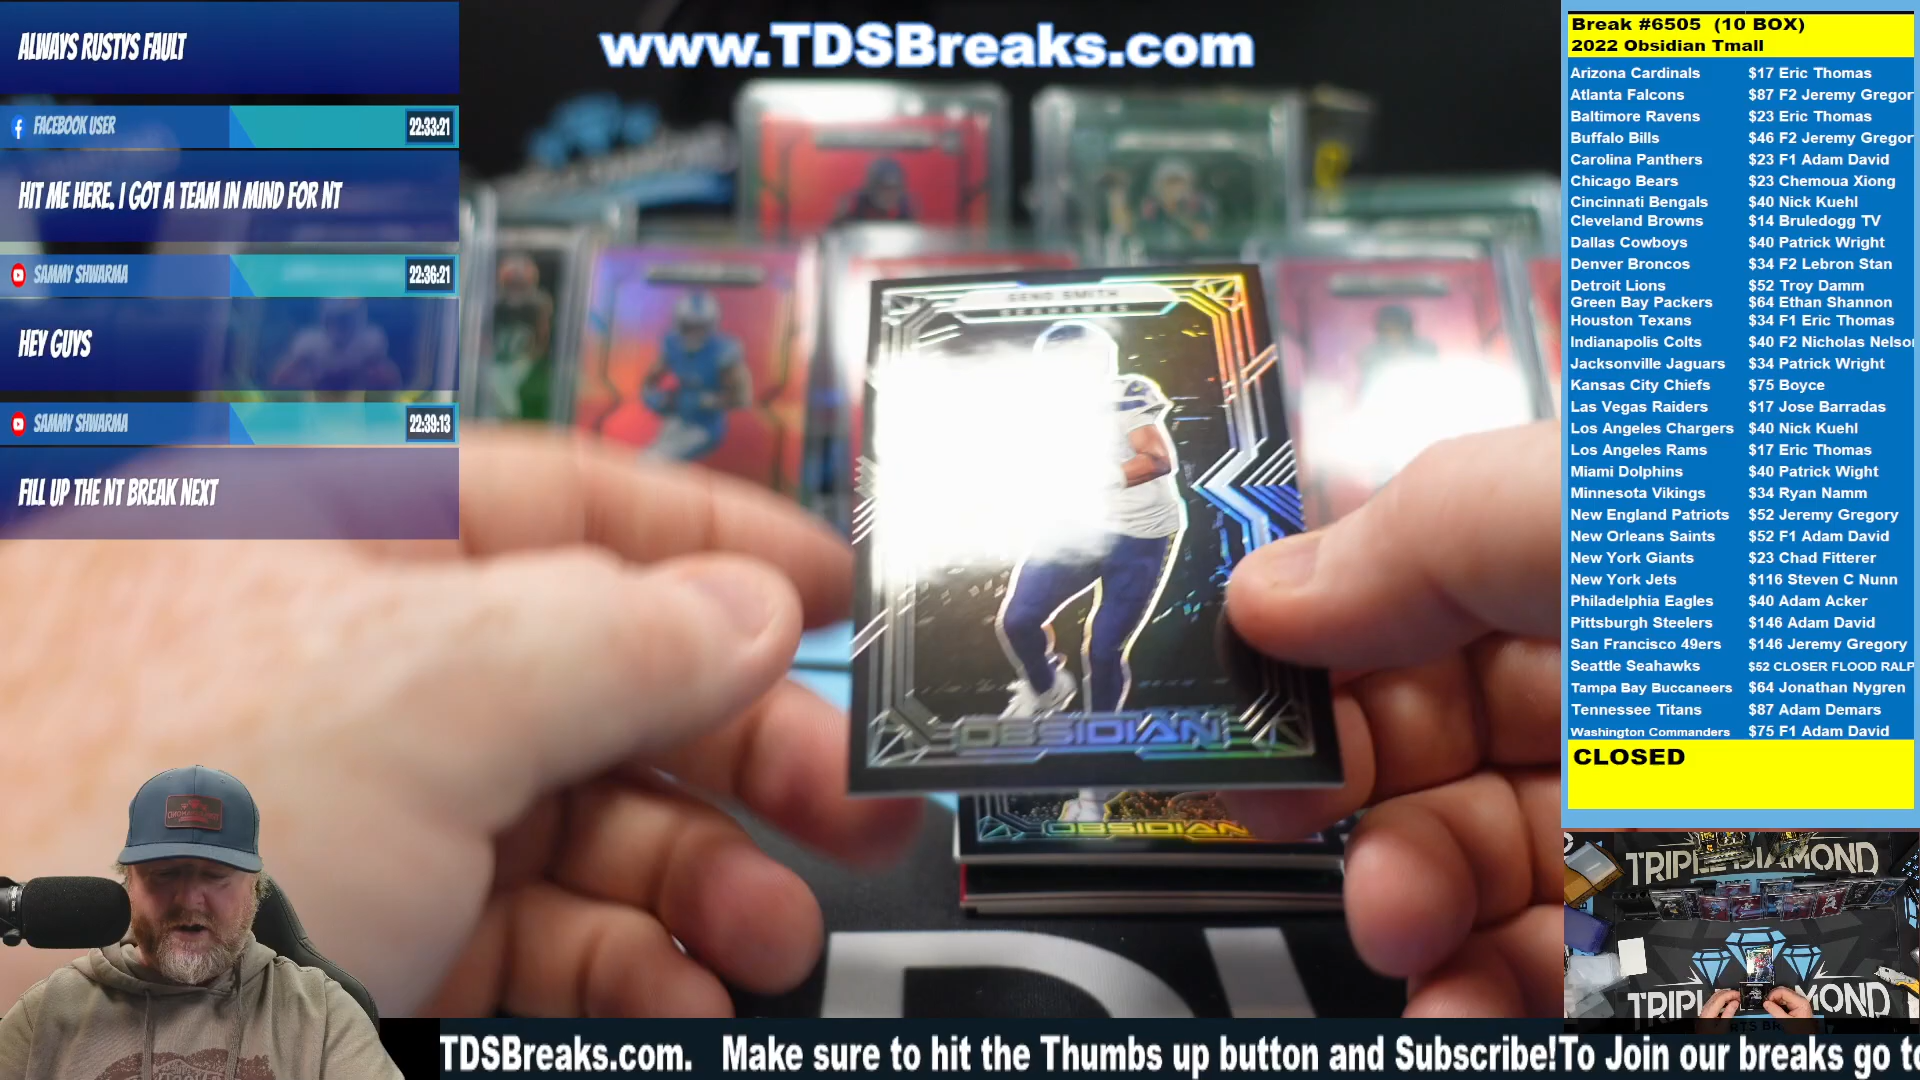 ALWAYS RUSTYS FAULT
FACEBOOK USER
22:33:21
HIT ME HERE. I GOT A TEAM IN MIND FOR NT
SAMMY SHWARMA
22:36:21
HEY GUYS
SAMMY SHWARMA
22:39:13
FILL UP THE NT BREAK NEXT
www.TDSBreaks.com
GENO SMITH
SEAHAWKS
OBSIDIAN
OBSIDIAN
Break #6505 (10 BOX)
2022 Obsidian Tmall
Arizona Cardinals $17 Eric Thomas
Atlanta Falcons $87 F2 Jeremy Gregor
Baltimore Ravens $23 Eric Thomas
Buffalo Bills $46 F2 Jeremy Gregor
Carolina Panthers $23 F1 Adam David
Chicago Bears $23 Chemoua Xiong
Cincinnati Bengals $40 Nick Kuehl
Cleveland Browns $14 Bruledogg TV
Dallas Cowboys $40 Patrick Wright
Denver Broncos $34 F2 Lebron Stan
Detroit Lions $52 Troy Damm
Green Bay Packers $64 Ethan Shannon
Houston Texans $34 F1 Eric Thomas
Indianapolis Colts $40 F2 Nicholas Nelso
Jacksonville Jaguars $34 Patrick Wright
Kansas City Chiefs $75 Boyce
Las Vegas Raiders $17 Jose Barradas
Los Angeles Chargers $40 Nick Kuehl
Los Angeles Rams $17 Eric Thomas
Miami Dolphins $40 Patrick Wight
Minnesota Vikings $34 Ryan Namm
New England Patriots $52 Jeremy Gregory
New Orleans Saints $52 F1 Adam David
New York Giants $23 Chad Fitterer
New York Jets $116 Steven C Nunn
Philadelphia Eagles $40 Adam Acker
Pittsburgh Steelers $146 Adam David
San Francisco 49ers $146 Jeremy Gregory
Seattle Seahawks $52 CLOSER FLOOD RALP
Tampa Bay Buccaneers $64 Jonathan Nygren
Tennessee Titans $87 Adam Demars
Washington Commanders $75 F1 Adam David
CLOSED
TRIPLE DIAMOND
TRIPL MOND
TDSBreaks.com. Make sure to hit the Thumbs up button and Subscribe!To Join our breaks go to